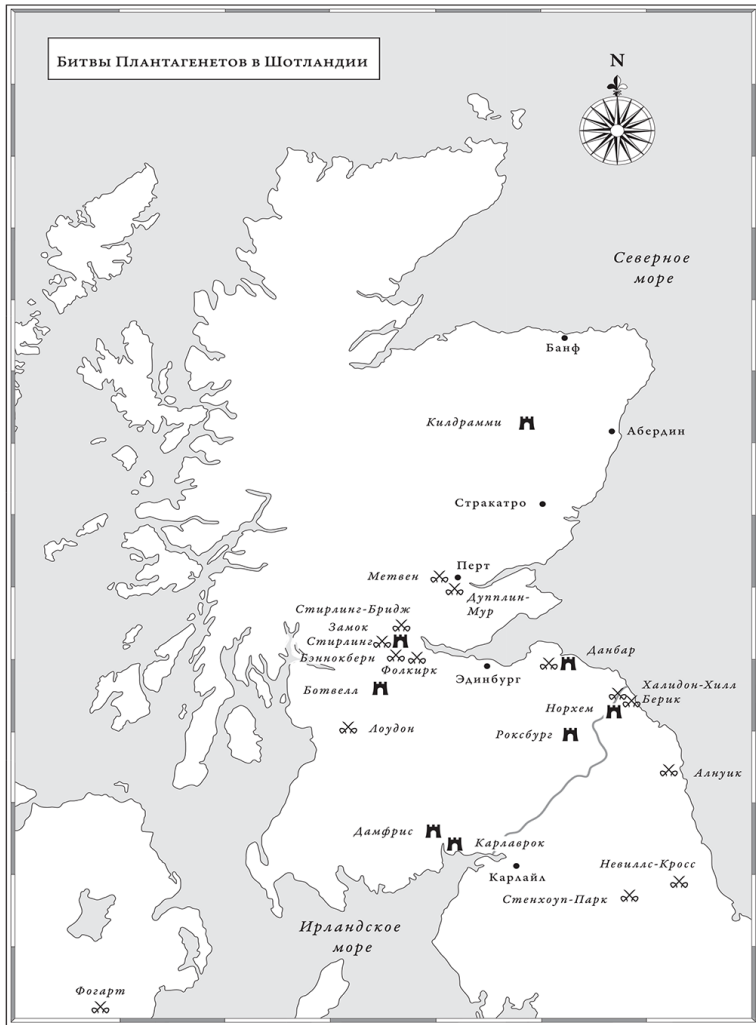 Битвы Плантагенетов в Шотландии
N
Северное
море
Банф
Килдрамми
Абердин
Стракатро
Перт
Метвен
Дупплин-
Мур
Стирлинг-Бридж
Замок
Стирлинг
Бэннокберн
Фолкирк
Эдинбург
Данбар
Ботвелл
Халидон-Хилл
Берик
Норхем
Лоудон
Роксбург
Алнуик
Дамфрис
Карлаврок
Карлайл
Невиллс-Кросс
Стенхоуп-Парк
Ирландское
море
Фогарт